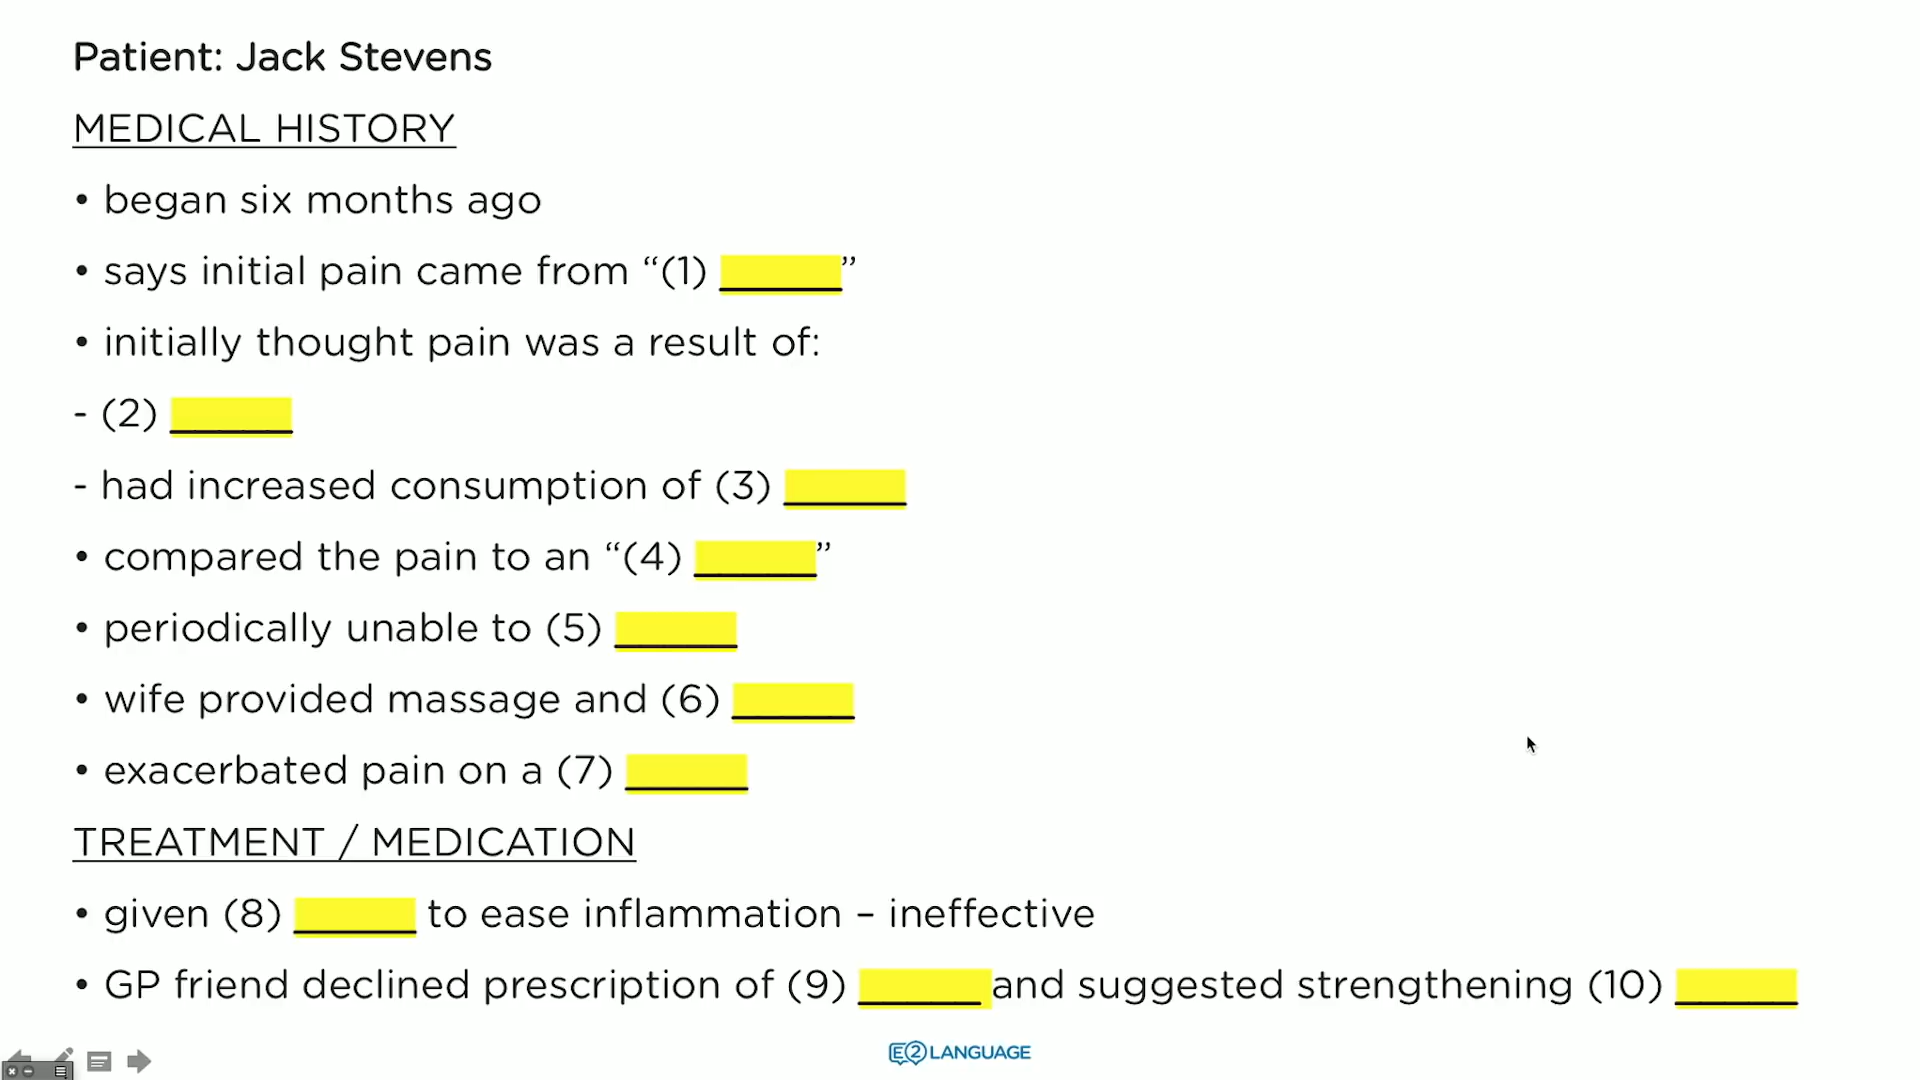 Patient: Jack Stevens
MEDICAL HISTORY
• began six months ago
• says initial pain came from “(1) ______”
• initially thought pain was a result of:
- (2) ______
- had increased consumption of (3) ______
• compared the pain to an “(4) ______”
• periodically unable to (5) ______
• wife provided massage and (6) ______
• exacerbated pain on a (7) ______
TREATMENT / MEDICATION
• given (8) ______ to ease inflammation – ineffective
• GP friend declined prescription of (9) ______ and suggested strengthening (10) ______
E2 LANGUAGE